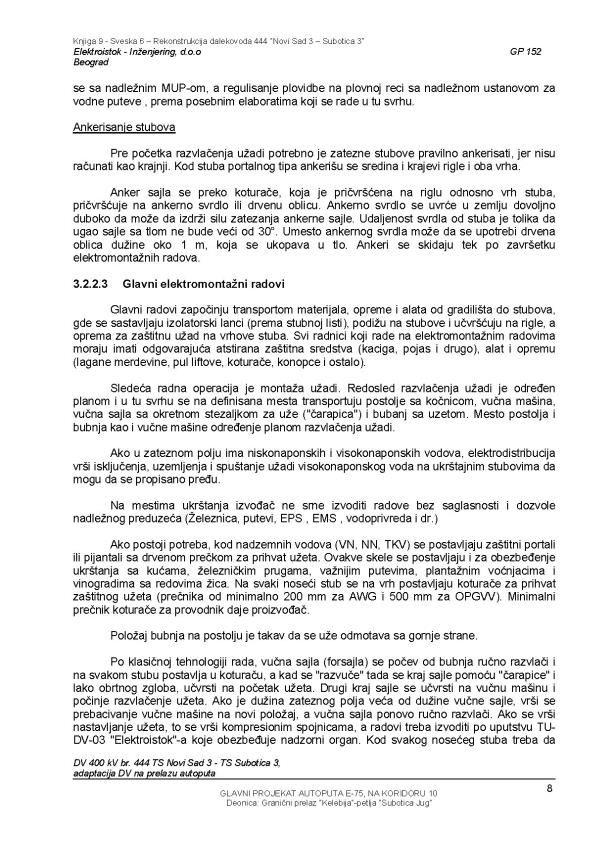 Knjiga 9 - Sveska 6 – Rekonstrukcija dalekovoda 444 "Novi Sad 3 – Subotica 3"
Elektroistok - Inženjering, d.o.o GP 152
Beograd
se sa nadležnim MUP-om, a regulisanje plovidbe na plovnoj reci sa nadležnom ustanovom za
vodne puteve , prema posebnim elaboratima koji se rade u tu svrhu.
Ankerisanje stubova
Pre početka razvlačenja užadi potrebno je zatezne stubove pravilno ankerisati, jer nisu
računati kao krajnji. Kod stuba portalnog tipa ankerišu se sredina i krajevi rigle i oba vrha.
Anker sajla se preko koturače, koja je pričvršćena na riglu odnosno vrh stuba,
pričvršćuje na ankerno svrdlo ili drvenu oblicu. Ankerno svrdlo se uvrće u zemlju dovoljno
duboko da može da izdrži silu zatezanja ankerne sajle. Udaljenost svrdla od stuba je tolika da
ugao sajle sa tlom ne bude veći od 30°. Umesto ankernog svrdla može da se upotrebi drvena
oblica dužine oko 1 m, koja se ukopava u tlo. Ankeri se skidaju tek po završetku
elektromontažnih radova.
3.2.2.3 Glavni elektromontažni radovi
Glavni radovi započinju transportom materijala, opreme i alata od gradilišta do stubova,
gde se sastavljaju izolatorski lanci (prema stubnoj listi), podižu na stubove i učvršćuju na rigle, a
oprema za zaštitnu užad na vrhove stuba. Svi radnici koji rade na elektromontažnim radovima
moraju imati odgovarajuća atstirana zaštitna sredstva (kaciga, pojas i drugo), alat i opremu
(lagane merdevine, pul liftove, koturače, konopce i ostalo).
Sledeća radna operacija je montaža užadi. Redosled razvlačenja užadi je određen
planom i u tu svrhu se na definisana mesta transportuju postolje sa kočnicom, vučna mašina,
vučna sajla sa okretnom stezaljkom za uže ("čarapica") i bubanj sa uzetom. Mesto postolja i
bubnja kao i vučne mašine određenje planom razvlačenja užadi.
Ako u zateznom polju ima niskonaponskih i visokonaponskih vodova, elektrodistribucija
vrši isključenja, uzemljenja i spuštanje užadi visokonaponskog voda na ukrštajnim stubovima da
mogu da se propisano pređu.
Na mestima ukrštanja izvođač ne sme izvoditi radove bez saglasnosti i dozvole
nadležnog preduzeća (Železnica, putevi, EPS , EMS , vodoprivreda i dr.)
Ako postoji potreba, kod nadzemnih vodova (VN, NN, TKV) se postavljaju zaštitni portali
ili pijantali sa drvenom prečkom za prihvat užeta. Ovakve skele se postavljaju i za obezbeđenje
ukrštanja sa kućama, železničkim prugama, važnijim putevima, plantažnim voćnjacima i
vinogradima sa redovima žica. Na svaki noseći stub se na vrh postavljaju koturače za prihvat
zaštitnog užeta (prečnika od minimalno 200 mm za AWG i 500 mm za OPGVV). Minimalni
prečnik koturače za provodnik daje proizvođač.
Položaj bubnja na postolju je takav da se uže odmotava sa gornje strane.
Po klasičnoj tehnologiji rada, vučna sajla (forsajla) se počev od bubnja ručno razvlači i
na svakom stubu postavlja u koturaču, a kad se "razvuče" tada se kraj sajle pomoću "čarapice" i
lako obrtnog zgloba, učvrsti na početak užeta. Drugi kraj sajle se učvrsti na vučnu mašinu i
počinje razvlačenje užeta. Ako je dužina zateznog polja veća od dužine vučne sajle, vrši se
prebacivanje vučne mašine na novi položaj, a vučna sajla ponovo ručno razvlači. Ako se vrši
nastavljanje užeta, to se vrši kompresionim spojnicama, a radovi treba izvoditi po uputstvu TU-
DV-03 "Elektroistok"-a koje obezbeđuje nadzorni organ. Kod svakog nosećeg stuba treba da
DV 400 kV br. 444 TS Novi Sad 3 - TS Subotica 3,
adaptacija DV na prelazu autoputa
8
GLAVNI PROJEKAT AUTOPUTA E-75, NA KORIDORU 10
Deonica: Granični prelaz "Kelebija"-petlja "Subotica Jug"